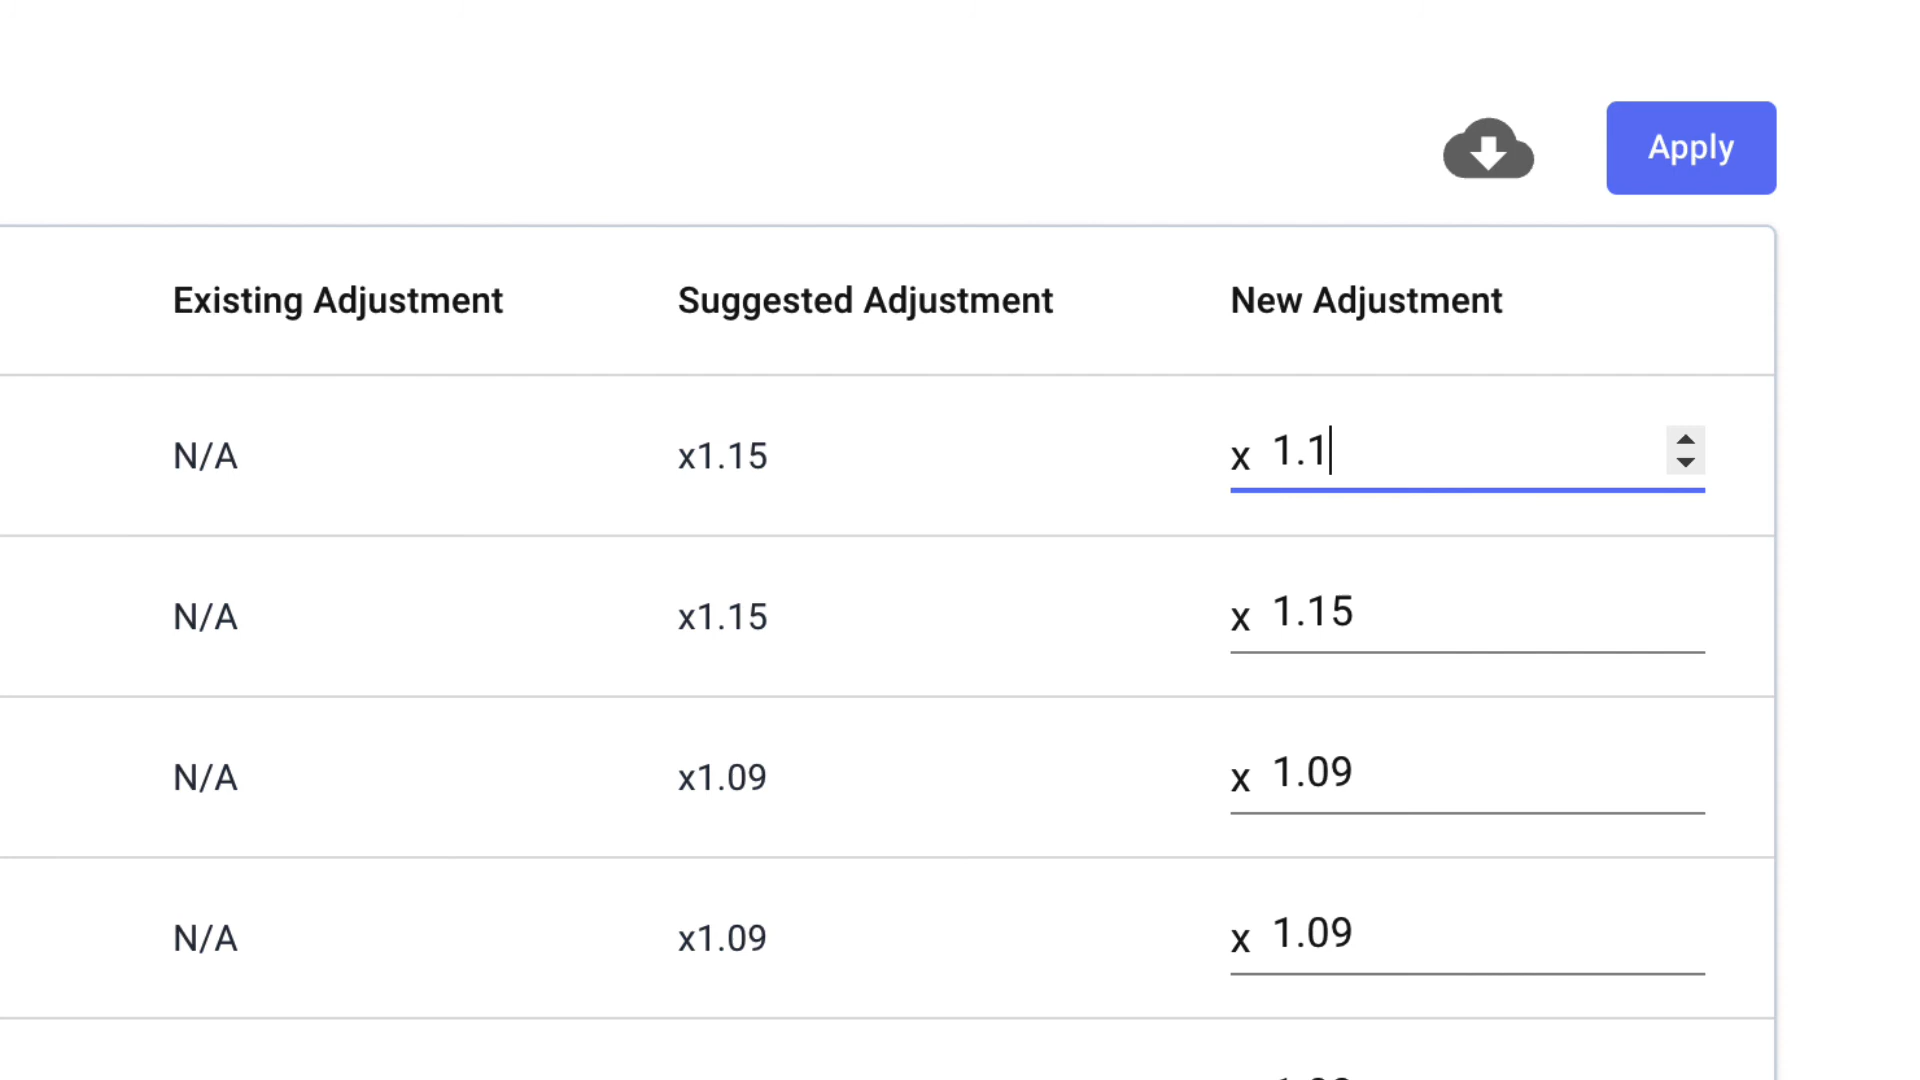 Apply
Existing Adjustment Suggested Adjustment New Adjustment
N/A x1.15 x 1.1
N/A x1.15 x 1.15
N/A x1.09 x 1.09
N/A x1.09 x 1.09